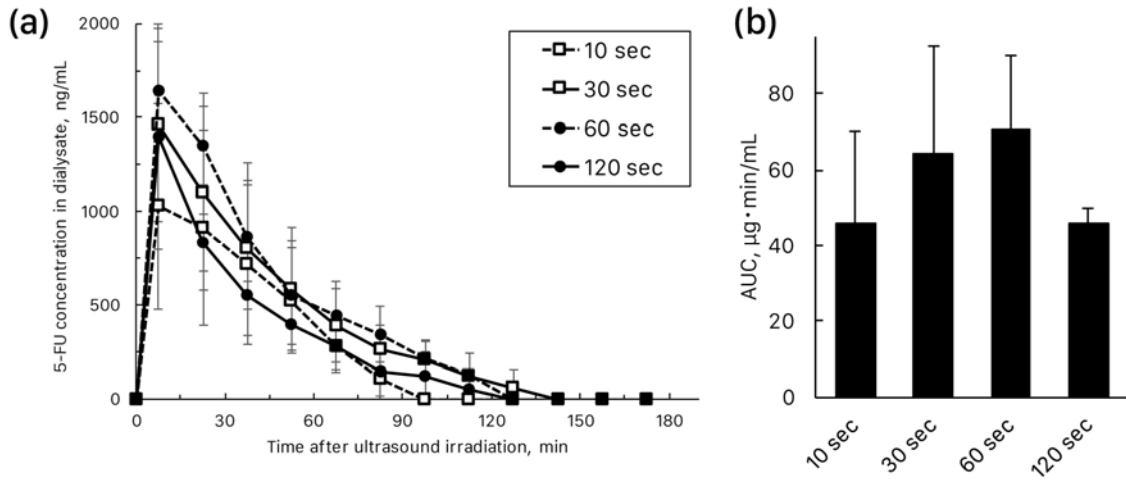 (a)
5-FU concentration in dialysate, ng/mL
2000
1500
1000
500
0
0 30 60 90 120 150 180
Time after ultrasound irradiation, min
10 sec
30 sec
60 sec
120 sec
(b)
AUC, μg·min/mL
80
60
40
20
0
10 sec
30 sec
60 sec
120 sec